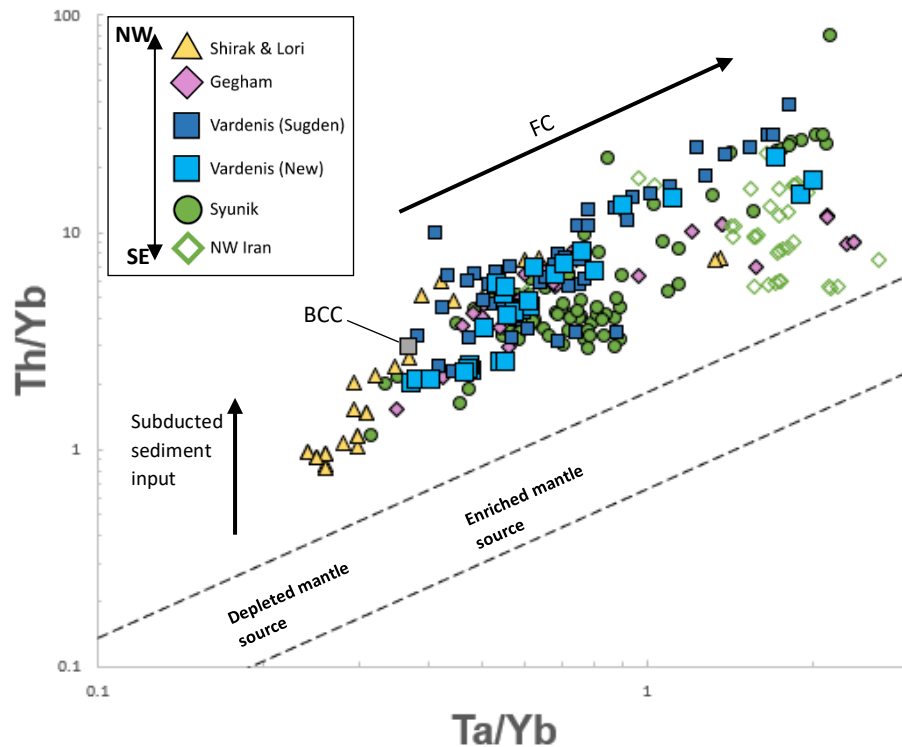 100
NW
Shirak & Lori
Gegham
Vardenis (Sugden)
Vardenis (New)
Syunik
NW Iran
SE
FC
10
BCC
Th/Yb
Subducted
sediment
input
1
Enriched mantle
source
Depleted mantle
source
0.1
0.1
1
Ta/Yb